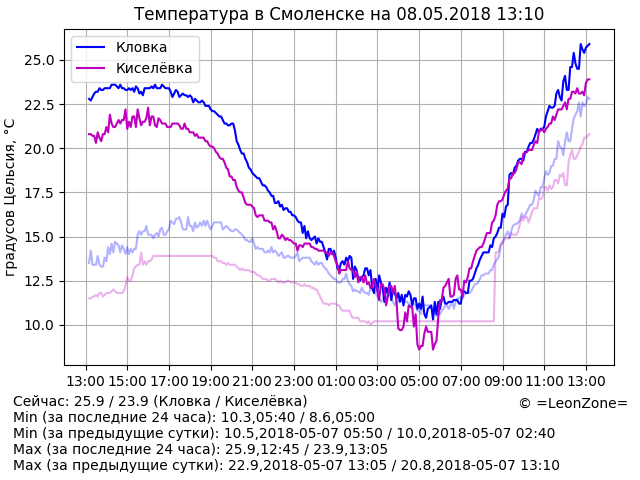 Температура в Смоленске на 08.05.2018 13:10
Кловка
Киселёвка
градусов Цельсия, °C
25.0
22.5
20.0
17.5
15.0
12.5
10.0
13:00 15:00 17:00 19:00 21:00 23:00 01:00 03:00 05:00 07:00 09:00 11:00 13:00
Сейчас: 25.9 / 23.9 (Кловка / Киселёвка)
© =LeonZone=
Min (за последние 24 часа): 10.3,05:40 / 8.6,05:00
Min (за предыдущие сутки): 10.5,2018-05-07 05:50 / 10.0,2018-05-07 02:40
Max (за последние 24 часа): 25.9,12:45 / 23.9,13:05
Max (за предыдущие сутки): 22.9,2018-05-07 13:05 / 20.8,2018-05-07 13:10